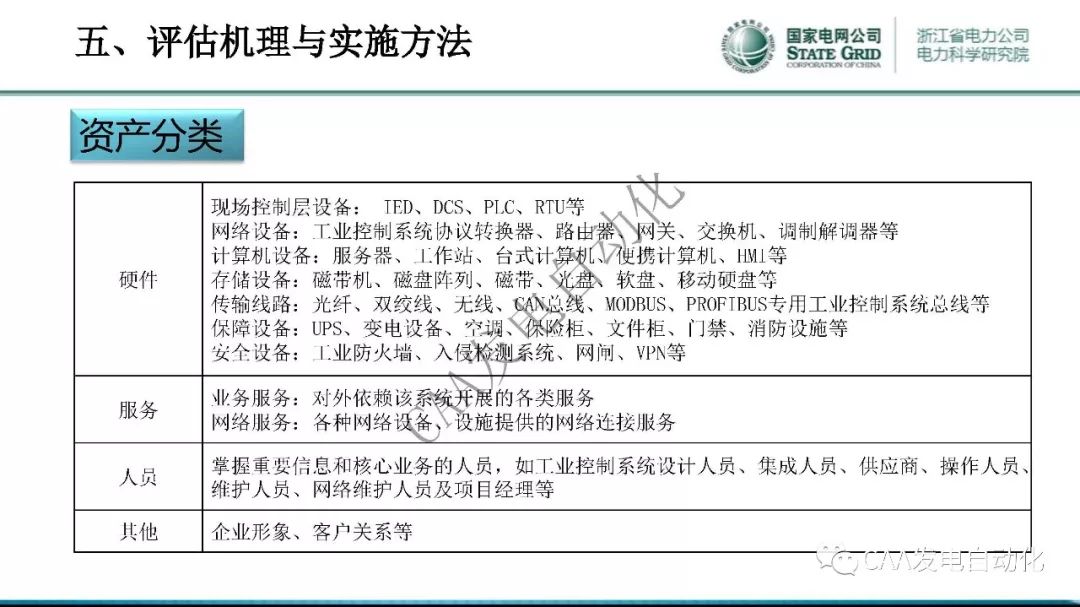 五、评估机理与实施方法
国家电网公司
STATE GRID
CORPORATION OF CHINA
浙江省电力公司
电力科学研究院
资产分类
硬件
现场控制层设备： IED、DCS、PLC、RTU等
网络设备：工业控制系统协议转换器、路由器、网关、交换机、调制解调器等
计算机设备：服务器、工作站、台式计算机、便携计算机、HMI等
存储设备：磁带机、磁盘阵列、磁带、光盘、软盘、移动硬盘等
传输线路：光纤、双绞线、无线、CAN总线、MODBUS、PROFIBUS专用工业控制系统总线等
保障设备：UPS、变电设备、空调、保险柜、文件柜、门禁、消防设施等
安全设备：工业防火墙、入侵检测系统、网闸、VPN等
服务
业务服务：对外依赖该系统开展的各类服务
网络服务：各种网络设备、设施提供的网络连接服务
人员
掌握重要信息和核心业务的人员，如工业控制系统设计人员、集成人员、供应商、操作人员、
维护人员、网络维护人员及项目经理等
其他
企业形象、客户关系等
CAA发电自动化
CAA发电自动化